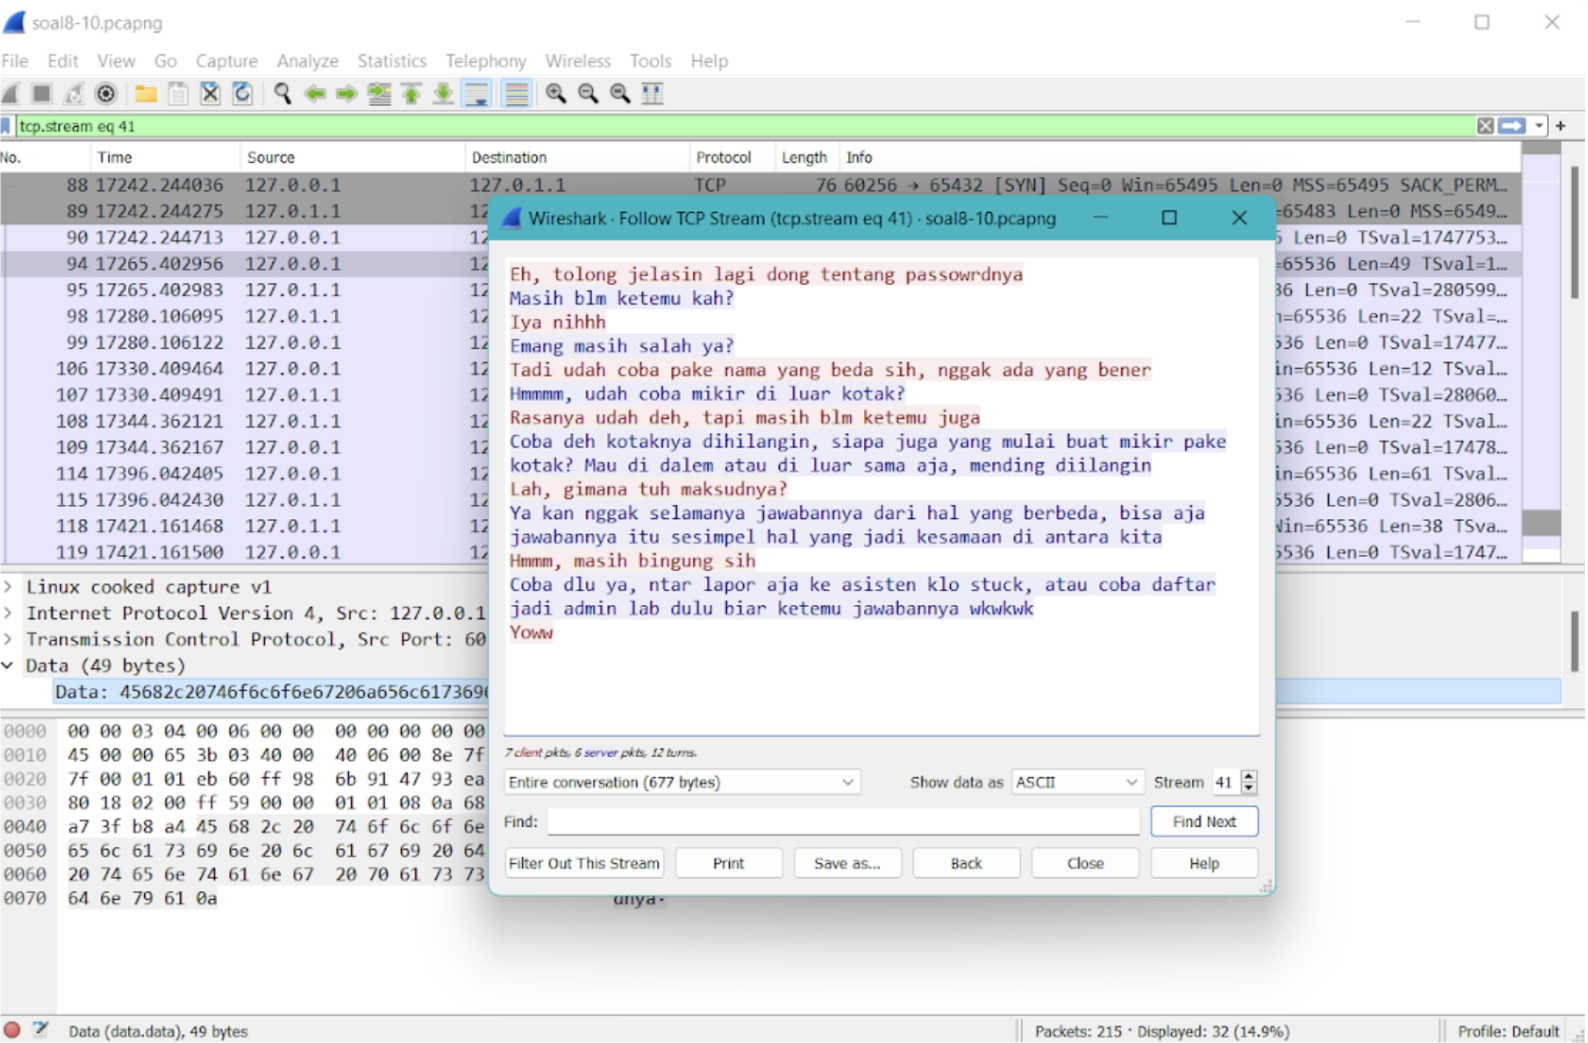 soal8-10.pcapng
File Edit View Go Capture Analyze Statistics Telephony Wireless Tools Help
tcp.stream eq 41
No. Time Source Destination Protocol Length Info
88 17242.244036 127.0.0.1 127.0.1.1 TCP 76 60256 → 65432 [SYN] Seq=0 Win=65495 Len=0 MSS=65495 SACK_PERM…
89 17242.244275 127.0.1.1 12 =65483 Len=0 MSS=6549…
90 17242.244713 127.0.0.1 12 Len=0 TSval=1747753…
94 17265.402956 127.0.0.1 12 =65536 Len=49 TSval=1…
95 17265.402983 127.0.1.1 12 36 Len=0 TSval=280599…
98 17280.106095 127.0.1.1 12 =65536 Len=22 TSval=…
99 17280.106122 127.0.0.1 12 536 Len=0 TSval=17477…
106 17330.409464 127.0.0.1 12 in=65536 Len=12 TSval…
107 17330.409491 127.0.1.1 12 536 Len=0 TSval=28060…
108 17344.362121 127.0.1.1 12 in=65536 Len=22 TSval…
109 17344.362167 127.0.0.1 12 536 Len=0 TSval=17478…
114 17396.042405 127.0.0.1 12 in=65536 Len=61 TSval…
115 17396.042430 127.0.1.1 12 5536 Len=0 TSval=2806…
118 17421.161468 127.0.1.1 12 Win=65536 Len=38 TSva…
119 17421.161500 127.0.0.1 12 5536 Len=0 TSval=1747…
Wireshark · Follow TCP Stream (tcp.stream eq 41) · soal8-10.pcapng
Eh, tolong jelasin lagi dong tentang passowrdnya
Masih blm ketemu kah?
Iya nihhh
Emang masih salah ya?
Tadi udah coba pake nama yang beda sih, nggak ada yang bener
Hmmmm, udah coba mikir di luar kotak?
Rasanya udah deh, tapi masih blm ketemu juga
Coba deh kotaknya dihilangin, siapa juga yang mulai buat mikir pake
kotak? Mau di dalem atau di luar sama aja, mending diilangin
Lah, gimana tuh maksudnya?
Ya kan nggak selamanya jawabannya dari hal yang berbeda, bisa aja
jawabannya itu sesimpel hal yang jadi kesamaan di antara kita
Hmmm, masih bingung sih
Coba dlu ya, ntar lapor aja ke asisten klo stuck, atau coba daftar
jadi admin lab dulu biar ketemu jawabannya wkwkwk
Yoww
7 client pkts, 6 server pkts, 12 turns.
Entire conversation (677 bytes) Show data as ASCII Stream 41
Find: Find Next
Filter Out This Stream Print Save as… Back Close Help
Linux cooked capture v1
Internet Protocol Version 4, Src: 127.0.0.1
Transmission Control Protocol, Src Port: 60
Data (49 bytes)
Data: 45682c20746f6c6f6e67206a656c617369
0000 00 00 03 04 00 06 00 00 00 00 00 00 00
0010 45 00 00 65 3b 03 40 00 40 06 00 8e 7f
0020 7f 00 01 01 eb 60 ff 98 6b 91 47 93 ea
0030 80 18 02 00 ff 59 00 00 01 01 08 0a 68
0040 a7 3f b8 a4 45 68 2c 20 74 6f 6c 6f 6e
0050 65 6c 61 73 69 6e 20 6c 61 67 69 20 64
0060 20 74 65 6e 74 61 6e 67 20 70 61 73 73
0070 64 6e 79 61 0a dnya·
Data (data.data), 49 bytes
Packets: 215 · Displayed: 32 (14.9%)
Profile: Default